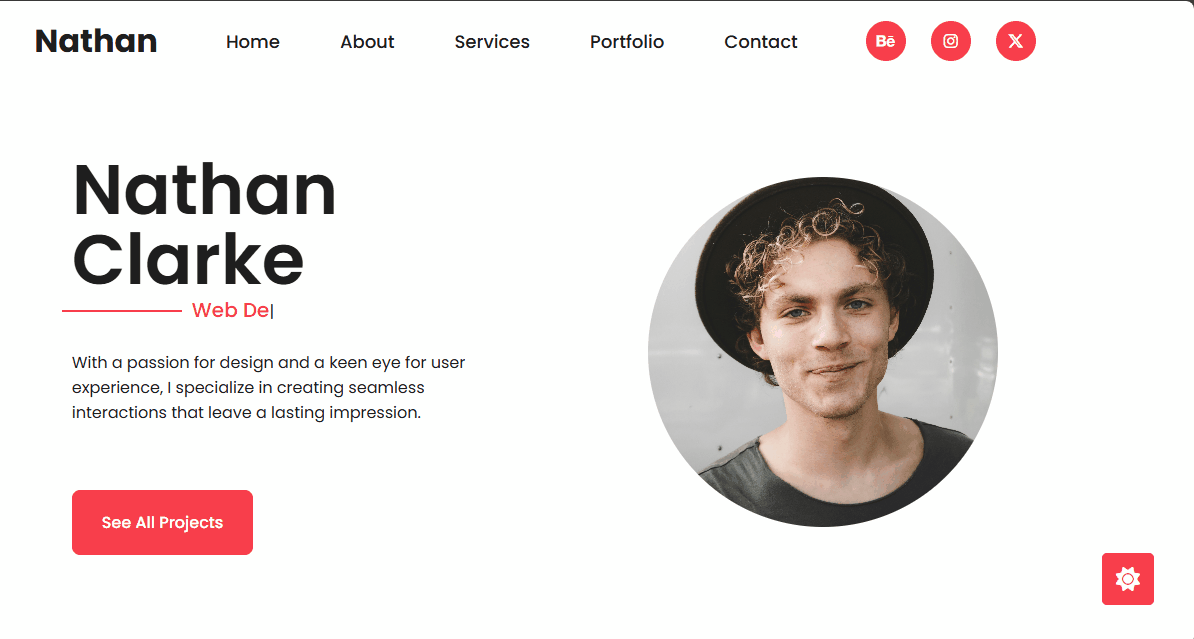 Nathan
Home About Services Portfolio Contact Bē
Nathan
Clarke
Web De
With a passion for design and a keen eye for user
experience, I specialize in creating seamless
interactions that leave a lasting impression.
See All Projects